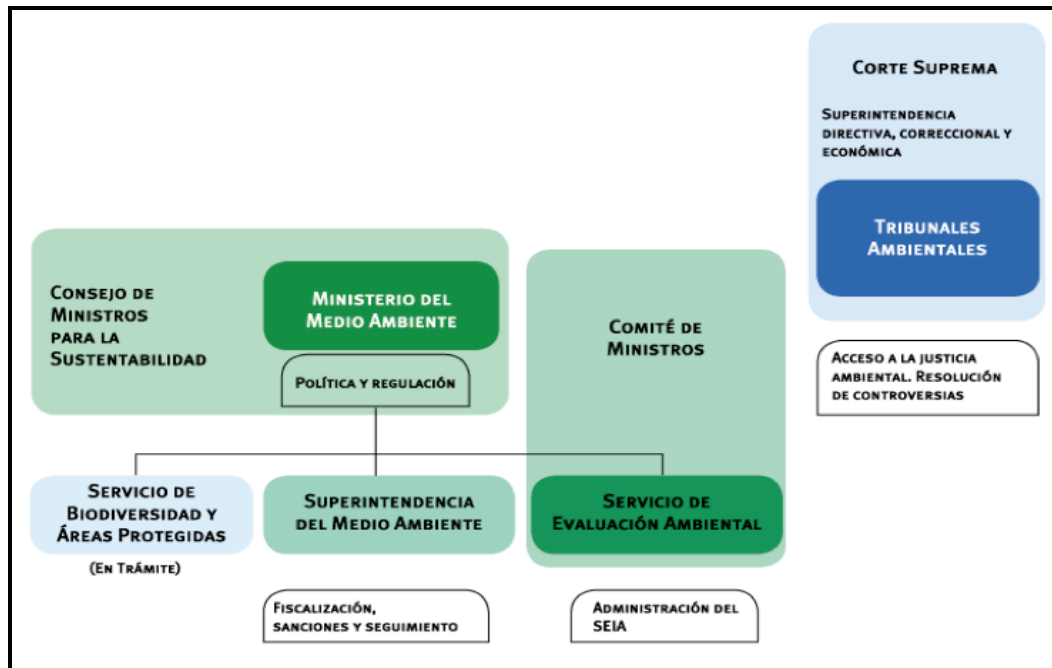 CORTE SUPREMA
SUPERINTENDENCIA
DIRECTIVA, CORRECCIONAL Y
ECONÓMICA
TRIBUNALES
AMBIENTALES
ACCESO A LA JUSTICIA
AMBIENTAL. RESOLUCIÓN
DE CONTROVERSIAS
CONSEJO DE
MINISTROS
PARA LA
SUSTENTABILIDAD
MINISTERIO DEL
MEDIO AMBIENTE
POLÍTICA Y REGULACIÓN
COMITÉ DE
MINISTROS
SERVICIO DE
BIODIVERSIDAD Y
ÁREAS PROTEGIDAS
(EN TRÁMITE)
SUPERINTENDENCIA
DEL MEDIO AMBIENTE
FISCALIZACIÓN,
SANCIONES Y SEGUIMIENTO
SERVICIO DE
EVALUACIÓN AMBIENTAL
ADMINISTRACIÓN DEL
SEIA